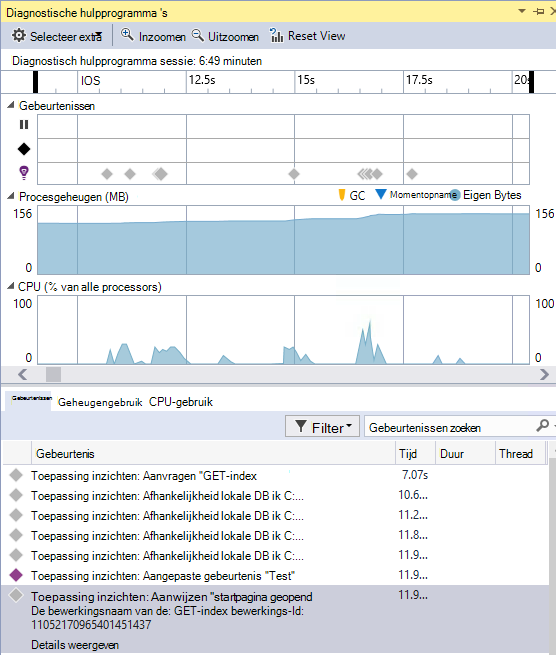 Diagnostische hulpprogramma 's
Selecteer extra Inzoomen Uitzoomen Reset View
Diagnostisch hulpprogramma sessie: 6:49 minuten
IOS 12.5s 15s 17.5s 20s
Gebeurtenissen
Procesgeheugen (MB) GC Momentopname Eigen Bytes
156 156
0 0
CPU (% van alle processors)
100 100
0 0
Gebeurtenissen Geheugengebruik CPU-gebruik
Filter Gebeurtenissen zoeken
Gebeurtenis Tijd Duur Thread
Toepassing inzichten: Aanvragen "GET-index 7.07s
Toepassing inzichten: Afhankelijkheid lokale DB ik C:... 10.6...
Toepassing inzichten: Afhankelijkheid lokale DB ik C:... 11.2...
Toepassing inzichten: Afhankelijkheid lokale DB ik C:... 11.8...
Toepassing inzichten: Afhankelijkheid lokale DB ik C:... 11.9...
Toepassing inzichten: Aangepaste gebeurtenis "Test" 11.9...
Toepassing inzichten: Aanwijzen "startpagina geopend 11.9...
De bewerkingsnaam van de: GET-index bewerkings-Id:
11052170965401451437
Details weergeven